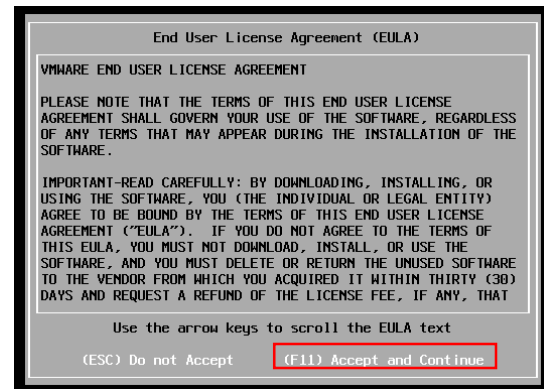 End User License Agreement (EULA)
VMWARE END USER LICENSE AGREEMENT
PLEASE NOTE THAT THE TERMS OF THIS END USER LICENSE
AGREEMENT SHALL GOVERN YOUR USE OF THE SOFTWARE, REGARDLESS
OF ANY TERMS THAT MAY APPEAR DURING THE INSTALLATION OF THE
SOFTWARE.
IMPORTANT-READ CAREFULLY: BY DOWNLOADING, INSTALLING, OR
USING THE SOFTWARE, YOU (THE INDIVIDUAL OR LEGAL ENTITY)
AGREE TO BE BOUND BY THE TERMS OF THIS END USER LICENSE
AGREEMENT ("EULA"). IF YOU DO NOT AGREE TO THE TERMS OF
THIS EULA, YOU MUST NOT DOWNLOAD, INSTALL, OR USE THE
SOFTWARE, AND YOU MUST DELETE OR RETURN THE UNUSED SOFTWARE
TO THE VENDOR FROM WHICH YOU ACQUIRED IT WITHIN THIRTY (30)
DAYS AND REQUEST A REFUND OF THE LICENSE FEE, IF ANY, THAT
Use the arrow keys to scroll the EULA text
(ESC) Do not Accept (F11) Accept and Continue